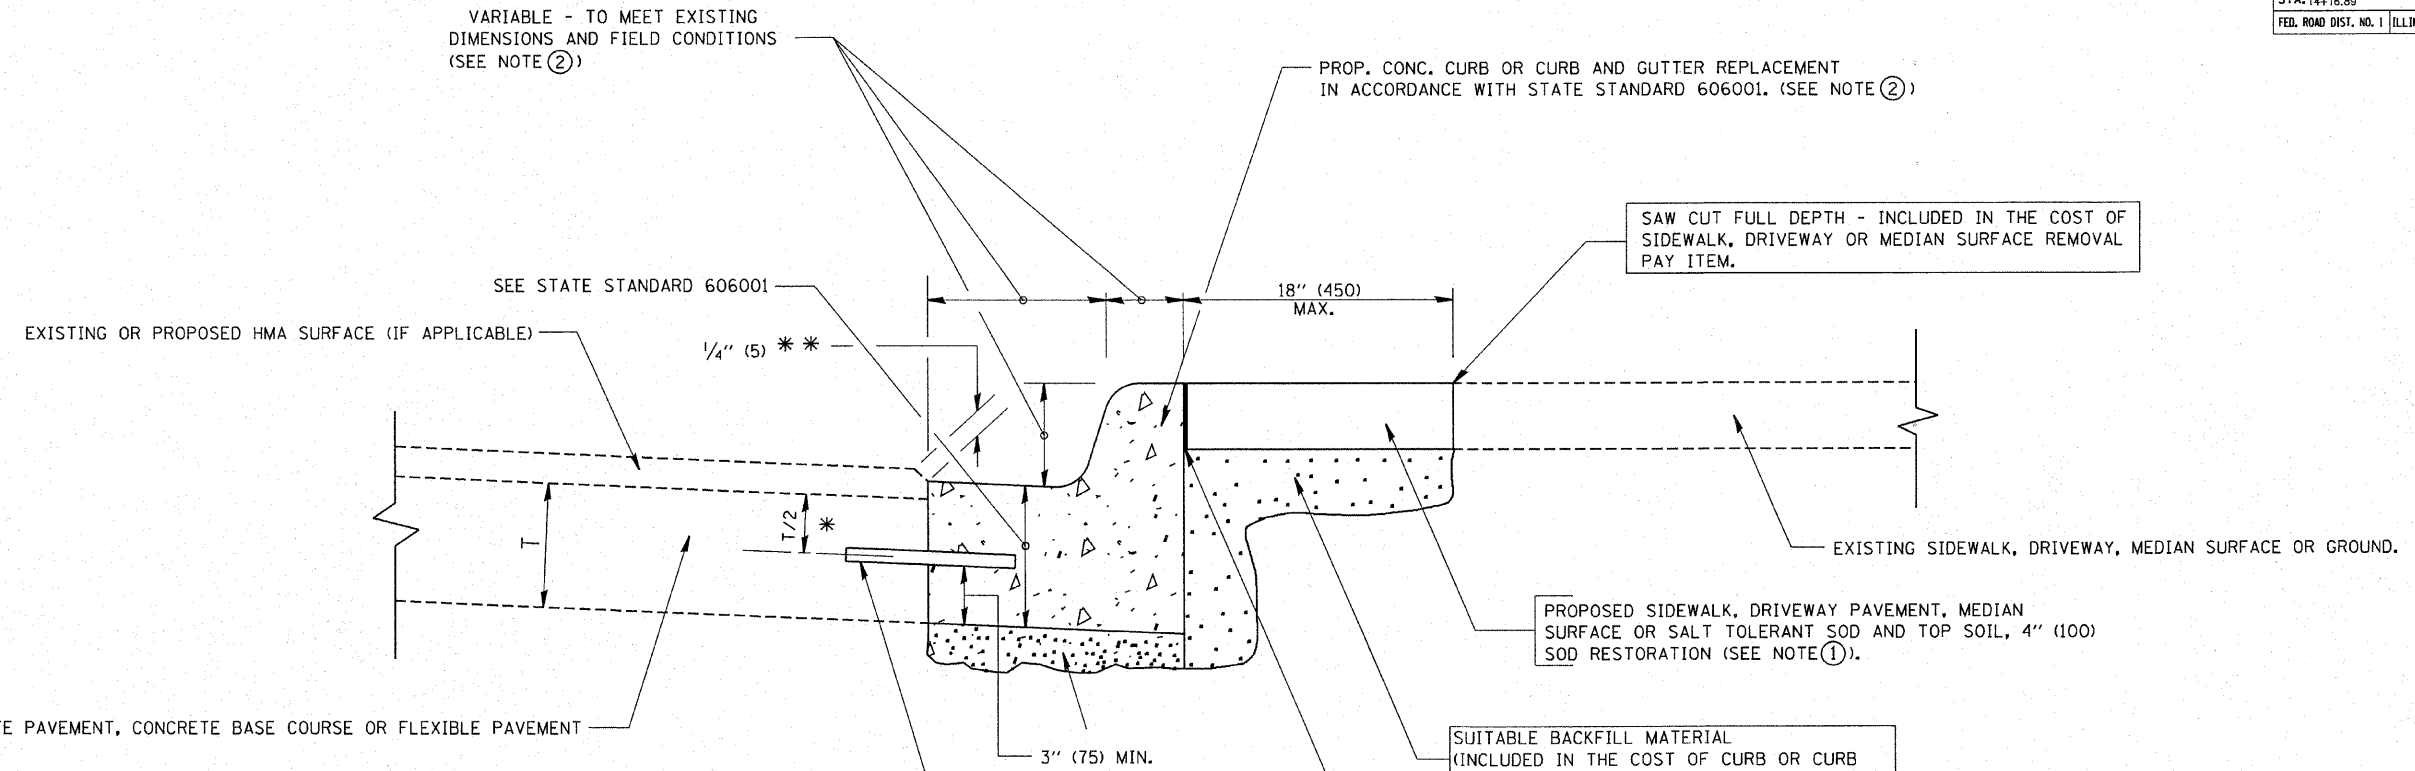 VARIABLE - TO MEET EXISTING
DIMENSIONS AND FIELD CONDITIONS
(SEE NOTE ②)
STA. 14+16.89
FED. ROAD DIST. NO. 1
PROP. CONC. CURB OR CURB AND GUTTER REPLACEMENT
IN ACCORDANCE WITH STATE STANDARD 606001. (SEE NOTE ②)
SAW CUT FULL DEPTH - INCLUDED IN THE COST OF
SIDEWALK, DRIVEWAY OR MEDIAN SURFACE REMOVAL
PAY ITEM.
SEE STATE STANDARD 606001
18" (450)
MAX.
EXISTING OR PROPOSED HMA SURFACE (IF APPLICABLE)
1/4" (5) * *
T
T/2 *
EXISTING SIDEWALK, DRIVEWAY, MEDIAN SURFACE OR GROUND.
PROPOSED SIDEWALK, DRIVEWAY PAVEMENT, MEDIAN
SURFACE OR SALT TOLERANT SOD AND TOP SOIL, 4" (100)
SOD RESTORATION (SEE NOTE ①).
PAVEMENT, CONCRETE BASE COURSE OR FLEXIBLE PAVEMENT
3" (75) MIN.
SUITABLE BACKFILL MATERIAL
(INCLUDED IN THE COST OF CURB OR CURB